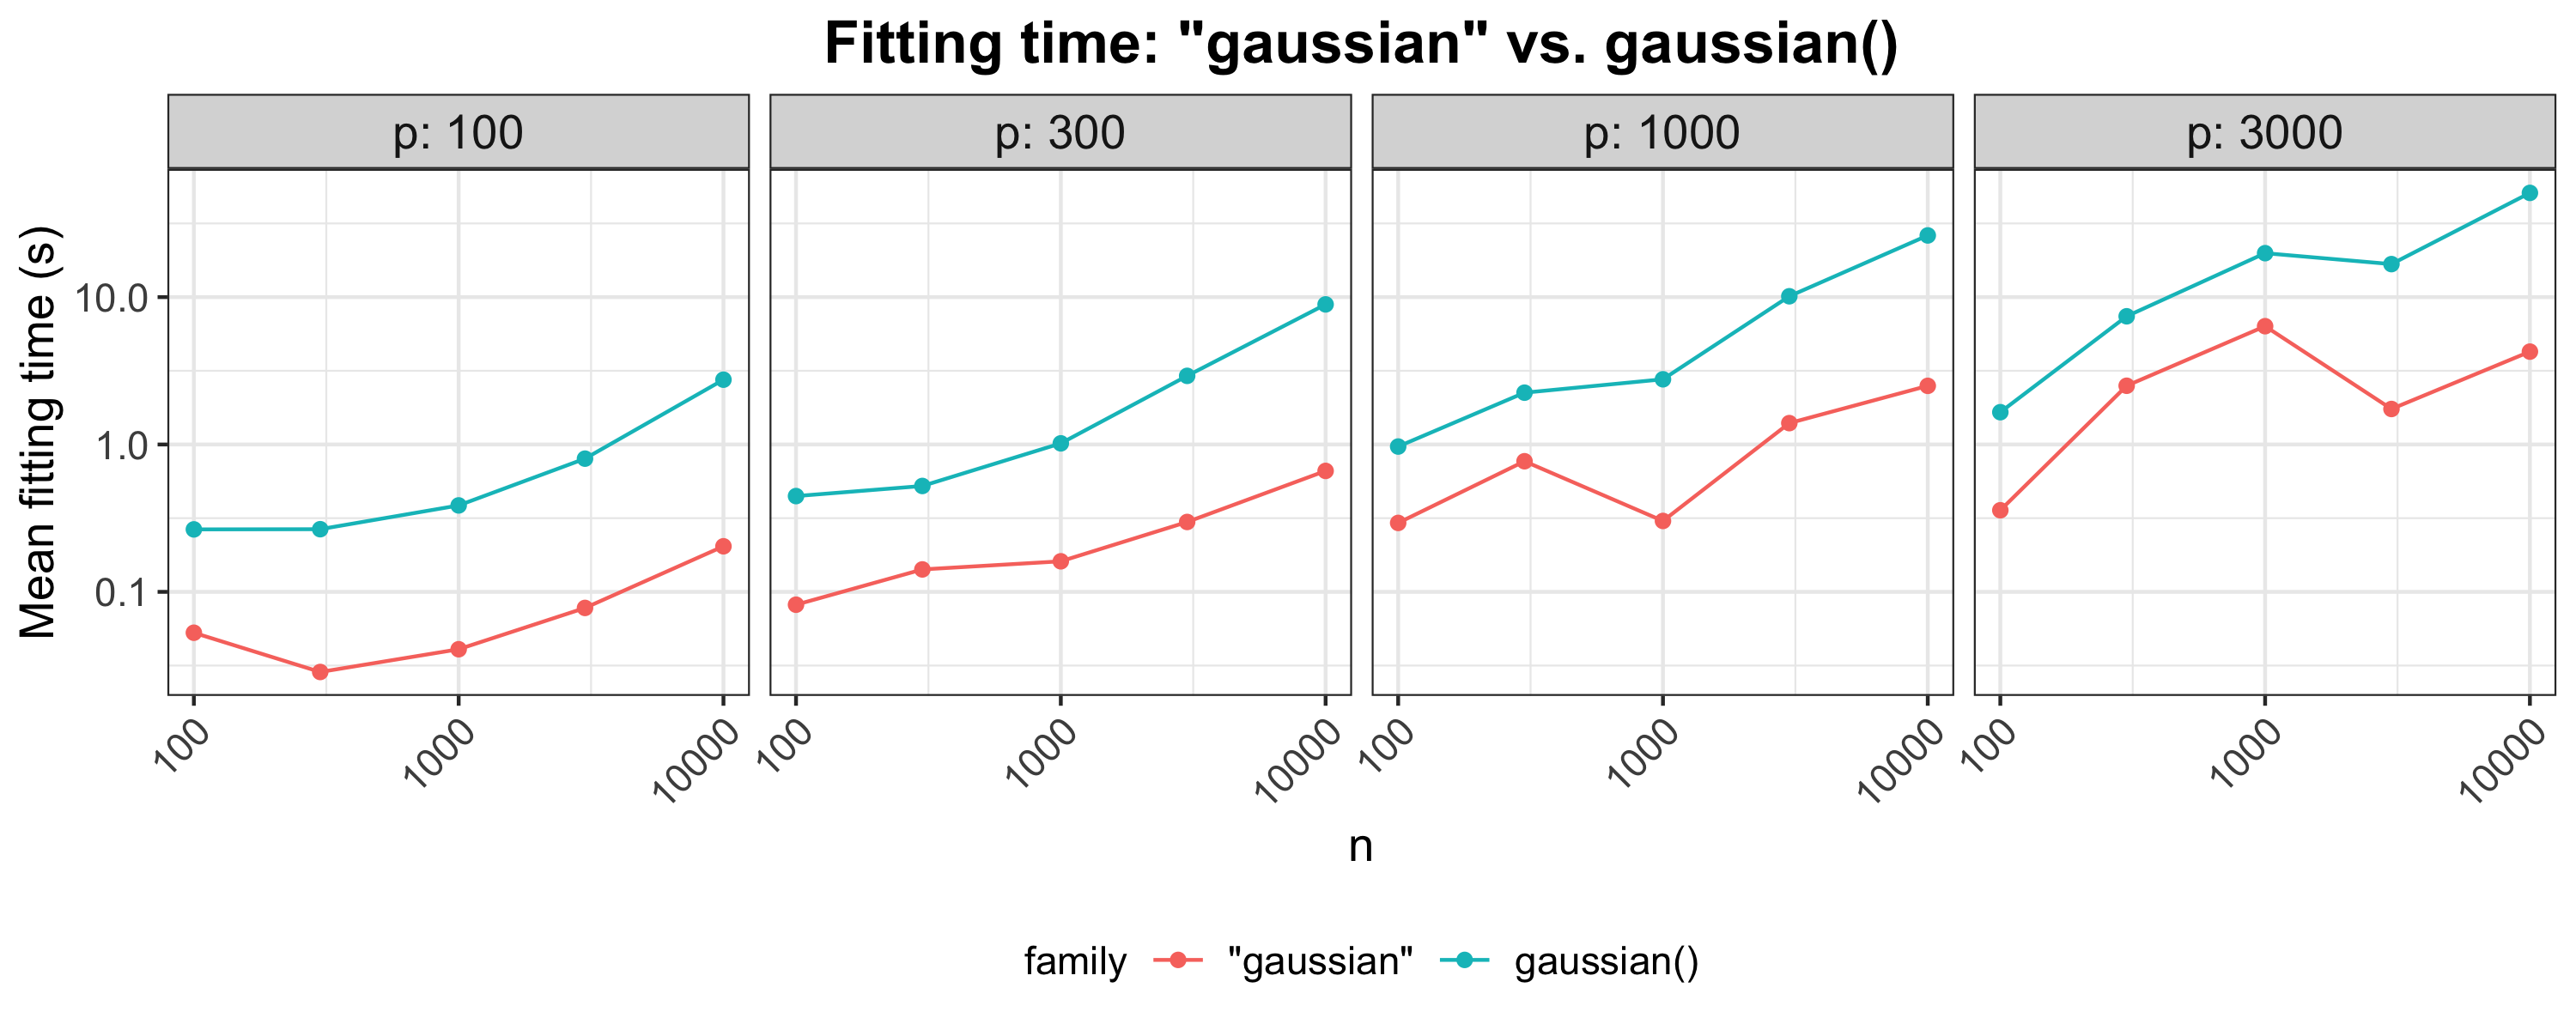 Fitting time: "gaussian" vs. gaussian()
p: 100
p: 300
p: 1000
p: 3000
Mean fitting time (s)
10.0
1.0
0.1
100
1000
10000
100
1000
10000
100
1000
10000
100
1000
10000
n
family "gaussian" gaussian()